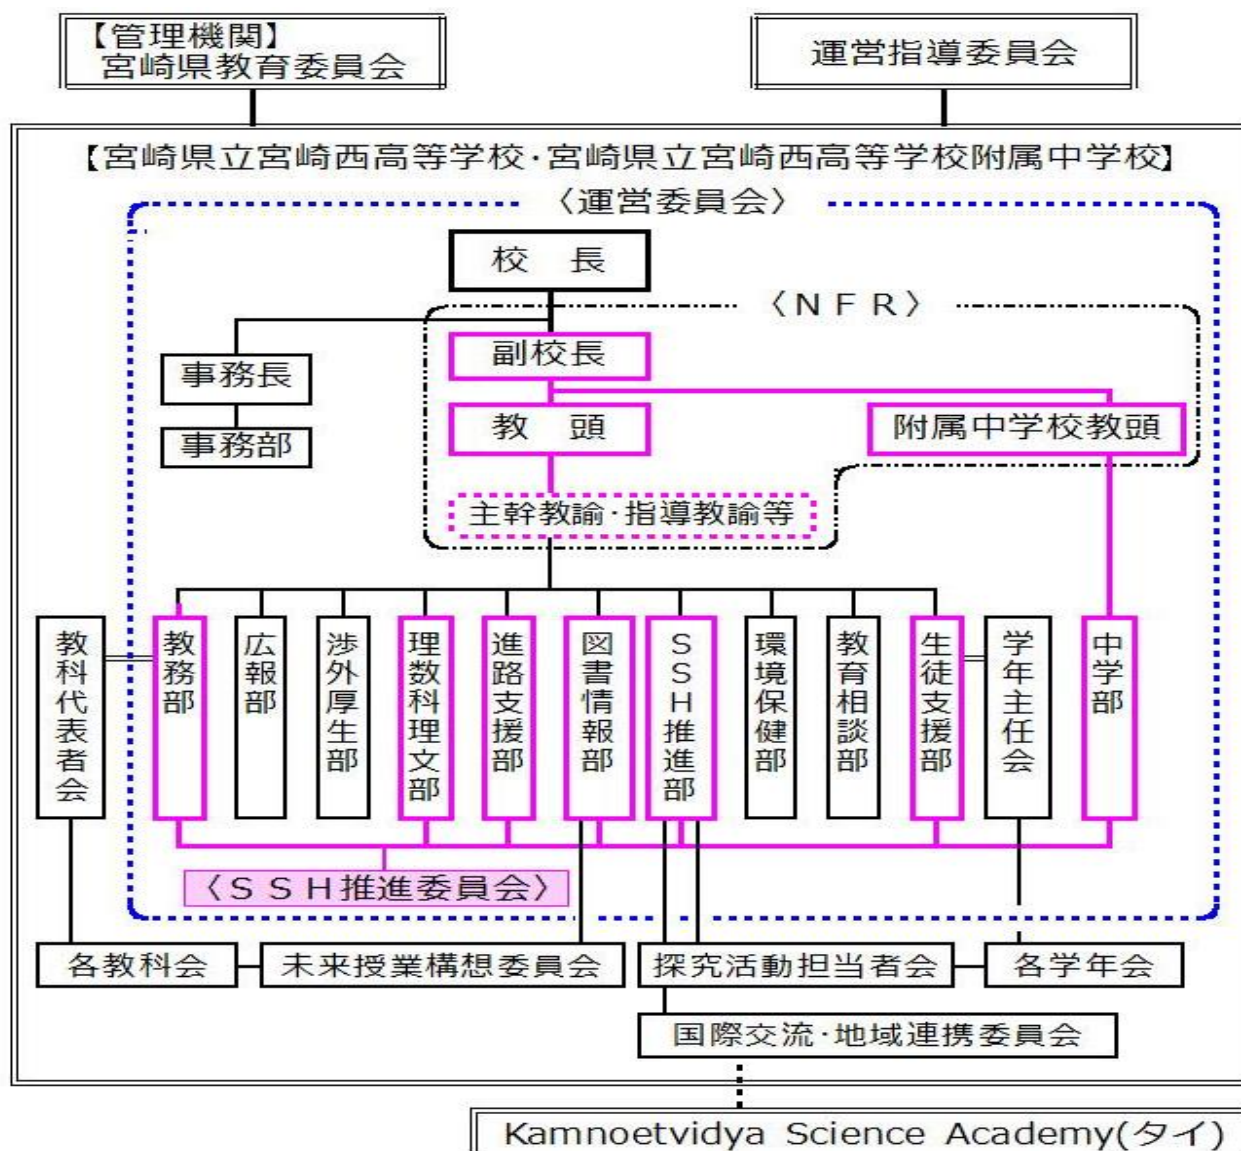 【管理機関】
宮崎県教育委員会
運営指導委員会
【宮崎県立宮崎西高等学校・宮崎県立宮崎西高等学校附属中学校】
〈運営委員会〉
校　長
〈ＮＦＲ〉
副校長
事務長
教　頭
附属中学校教頭
事務部
主幹教諭・指導教諭等
教科代表者会
教務部
広報部
渉外厚生部
理数科理文部
進路支援部
図書情報部
ＳＳＨ推進部
環境保健部
教育相談部
生徒支援部
学年主任会
中学部
〈ＳＳＨ推進委員会〉
各教科会
未来授業構想委員会
探究活動担当者会
各学年会
国際交流・地域連携委員会
Kamnoetvidya Science Academy(タイ)